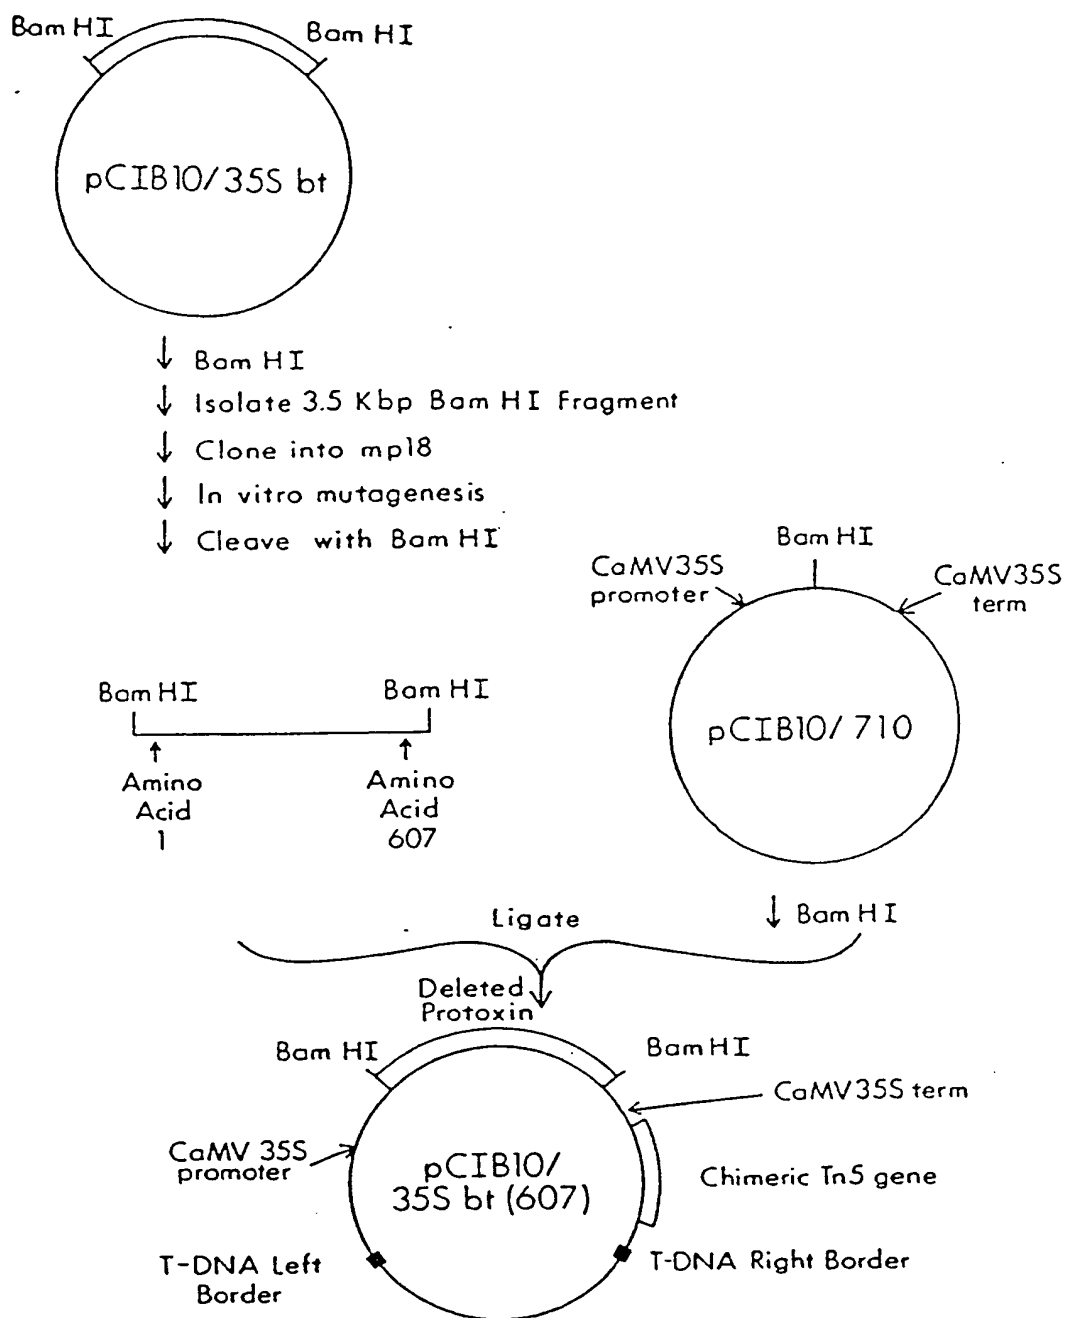 Bam HI
Bam HI
pCIB10/35S bt
↓ Bam HI
↓ Isolate 3.5 Kbp Bam HI Fragment
↓ Clone into mp18
↓ In vitro mutagenesis
↓ Cleave with Bam HI
Bam HI
CaMV35S
promoter
CaMV35S
term
pCIB10/710
Bam HI
Bam HI
Amino
Acid
1
Amino
Acid
607
↓ Bam HI
Ligate
Deleted
Protoxin
Bam HI
Bam HI
CaMV35S term
CaMV 35S
promoter
pCIB10/
35S bt (607)
Chimeric Tn5 gene
T-DNA Left
Border
T-DNA Right Border